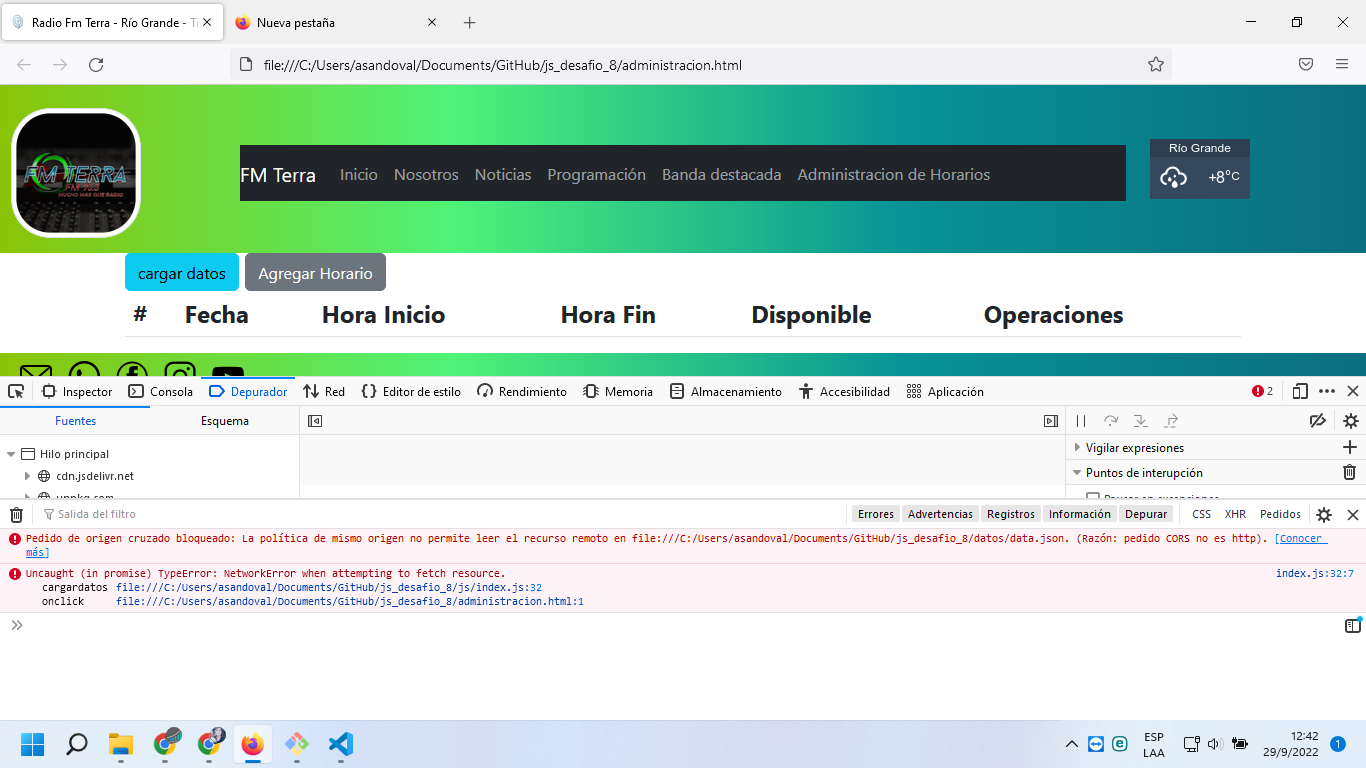 Radio Fm Terra - Río Grande - Ti
Nueva pestaña
file:///C:/Users/asandoval/Documents/GitHub/js_desafio_8/administracion.html
FM TERRA
MUCHO MÁS QUE RADIO
FM Terra
Inicio
Nosotros
Noticias
Programación
Banda destacada
Administracion de Horarios
Río Grande
+8°C
cargar datos
Agregar Horario
# Fecha Hora Inicio Hora Fin Disponible Operaciones
Inspector
Consola
Depurador
Red
Editor de estilo
Rendimiento
Memoria
Almacenamiento
Accesibilidad
Aplicación
2
Fuentes
Esquema
Hilo principal
cdn.jsdelivr.net
unpkg.com
Vigilar expresiones
Puntos de interupción
Pausar en excepciones
Salida del filtro
Errores
Advertencias
Registros
Información
Depurar
CSS
XHR
Pedidos
Pedido de origen cruzado bloqueado: La política de mismo origen no permite leer el recurso remoto en file:///C:/Users/asandoval/Documents/GitHub/js_desafio_8/datos/data.json. (Razón: pedido CORS no es http). [Conocer
más]
Uncaught (in promise) TypeError: NetworkError when attempting to fetch resource.
index.js:32:7
cargardatos file:///C:/Users/asandoval/Documents/GitHub/js_desafio_8/js/index.js:32
onclick file:///C:/Users/asandoval/Documents/GitHub/js_desafio_8/administracion.html:1
ESP
LAA
12:42
29/9/2022
1